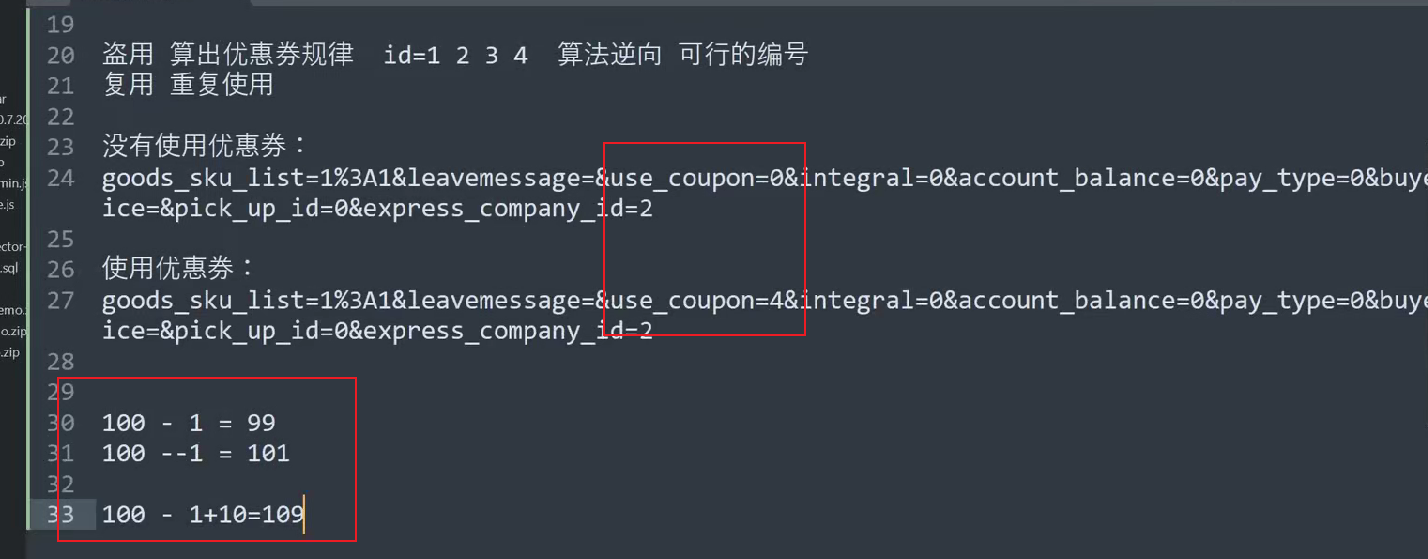 19
20 盗用 算出优惠券规律 id=1 2 3 4 算法逆向 可行的编号
21 复用 重复使用
22
23 没有使用优惠券：
24 goods_sku_list=1%3A1&leavemessage=&use_coupon=0&integral=0&account_balance=0&pay_type=0&buye
ice=&pick_up_id=0&express_company_id=2
25
26 使用优惠券：
27 goods_sku_list=1%3A1&leavemessage=&use_coupon=4&integral=0&account_balance=0&pay_type=0&buye
ice=&pick_up_id=0&express_company_id=2
28
29
30 100 - 1 = 99
31 100 --1 = 101
32
33 100 - 1+10=109
ar
0.7.20
zip
min.js
e.js
ector-
.sql
emo.
o.zip
.zip